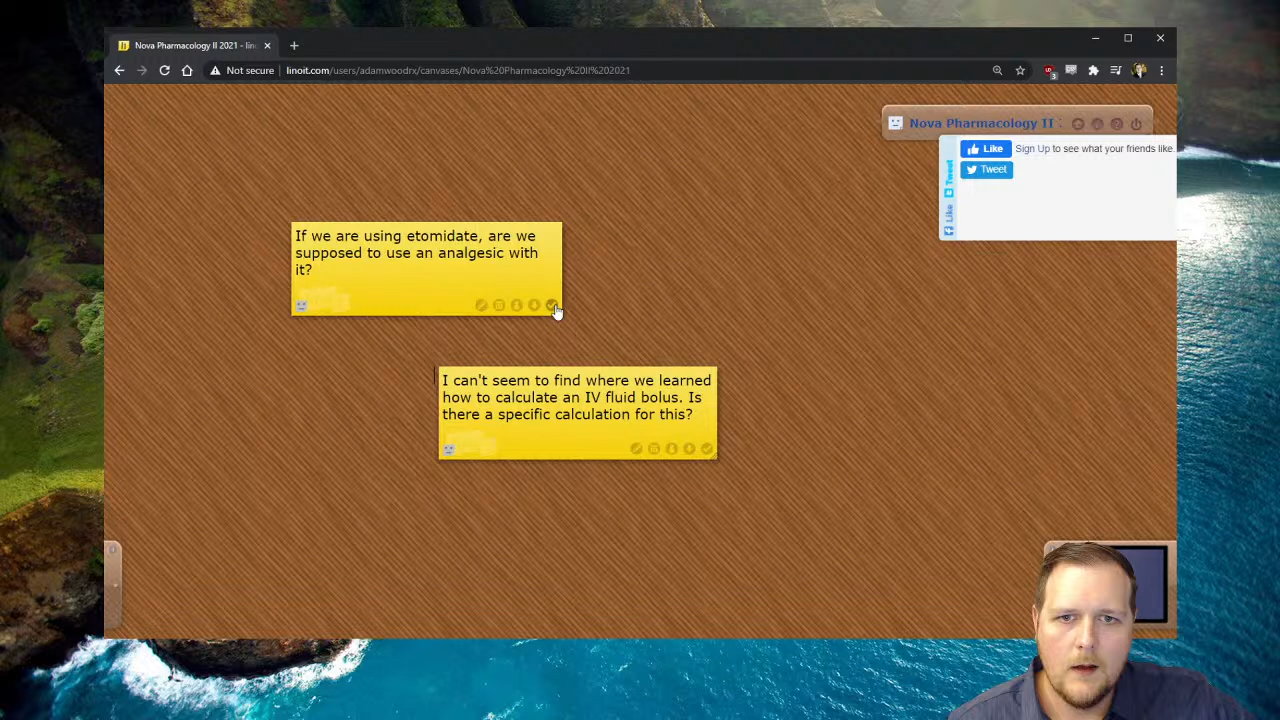 Nova Pharmacology II 2021 - lin
Not secure
linoit.com/users/adamwoodrx/canvases/Nova%20Pharmacology%20II%202021
3
Nova Pharmacology II
Like
Sign Up to see what your friends like.
Tweet
Tweet
Like
If we are using etomidate, are we
supposed to use an analgesic with
it?
I can't seem to find where we learned
how to calculate an IV fluid bolus. Is
there a specific calculation for this?